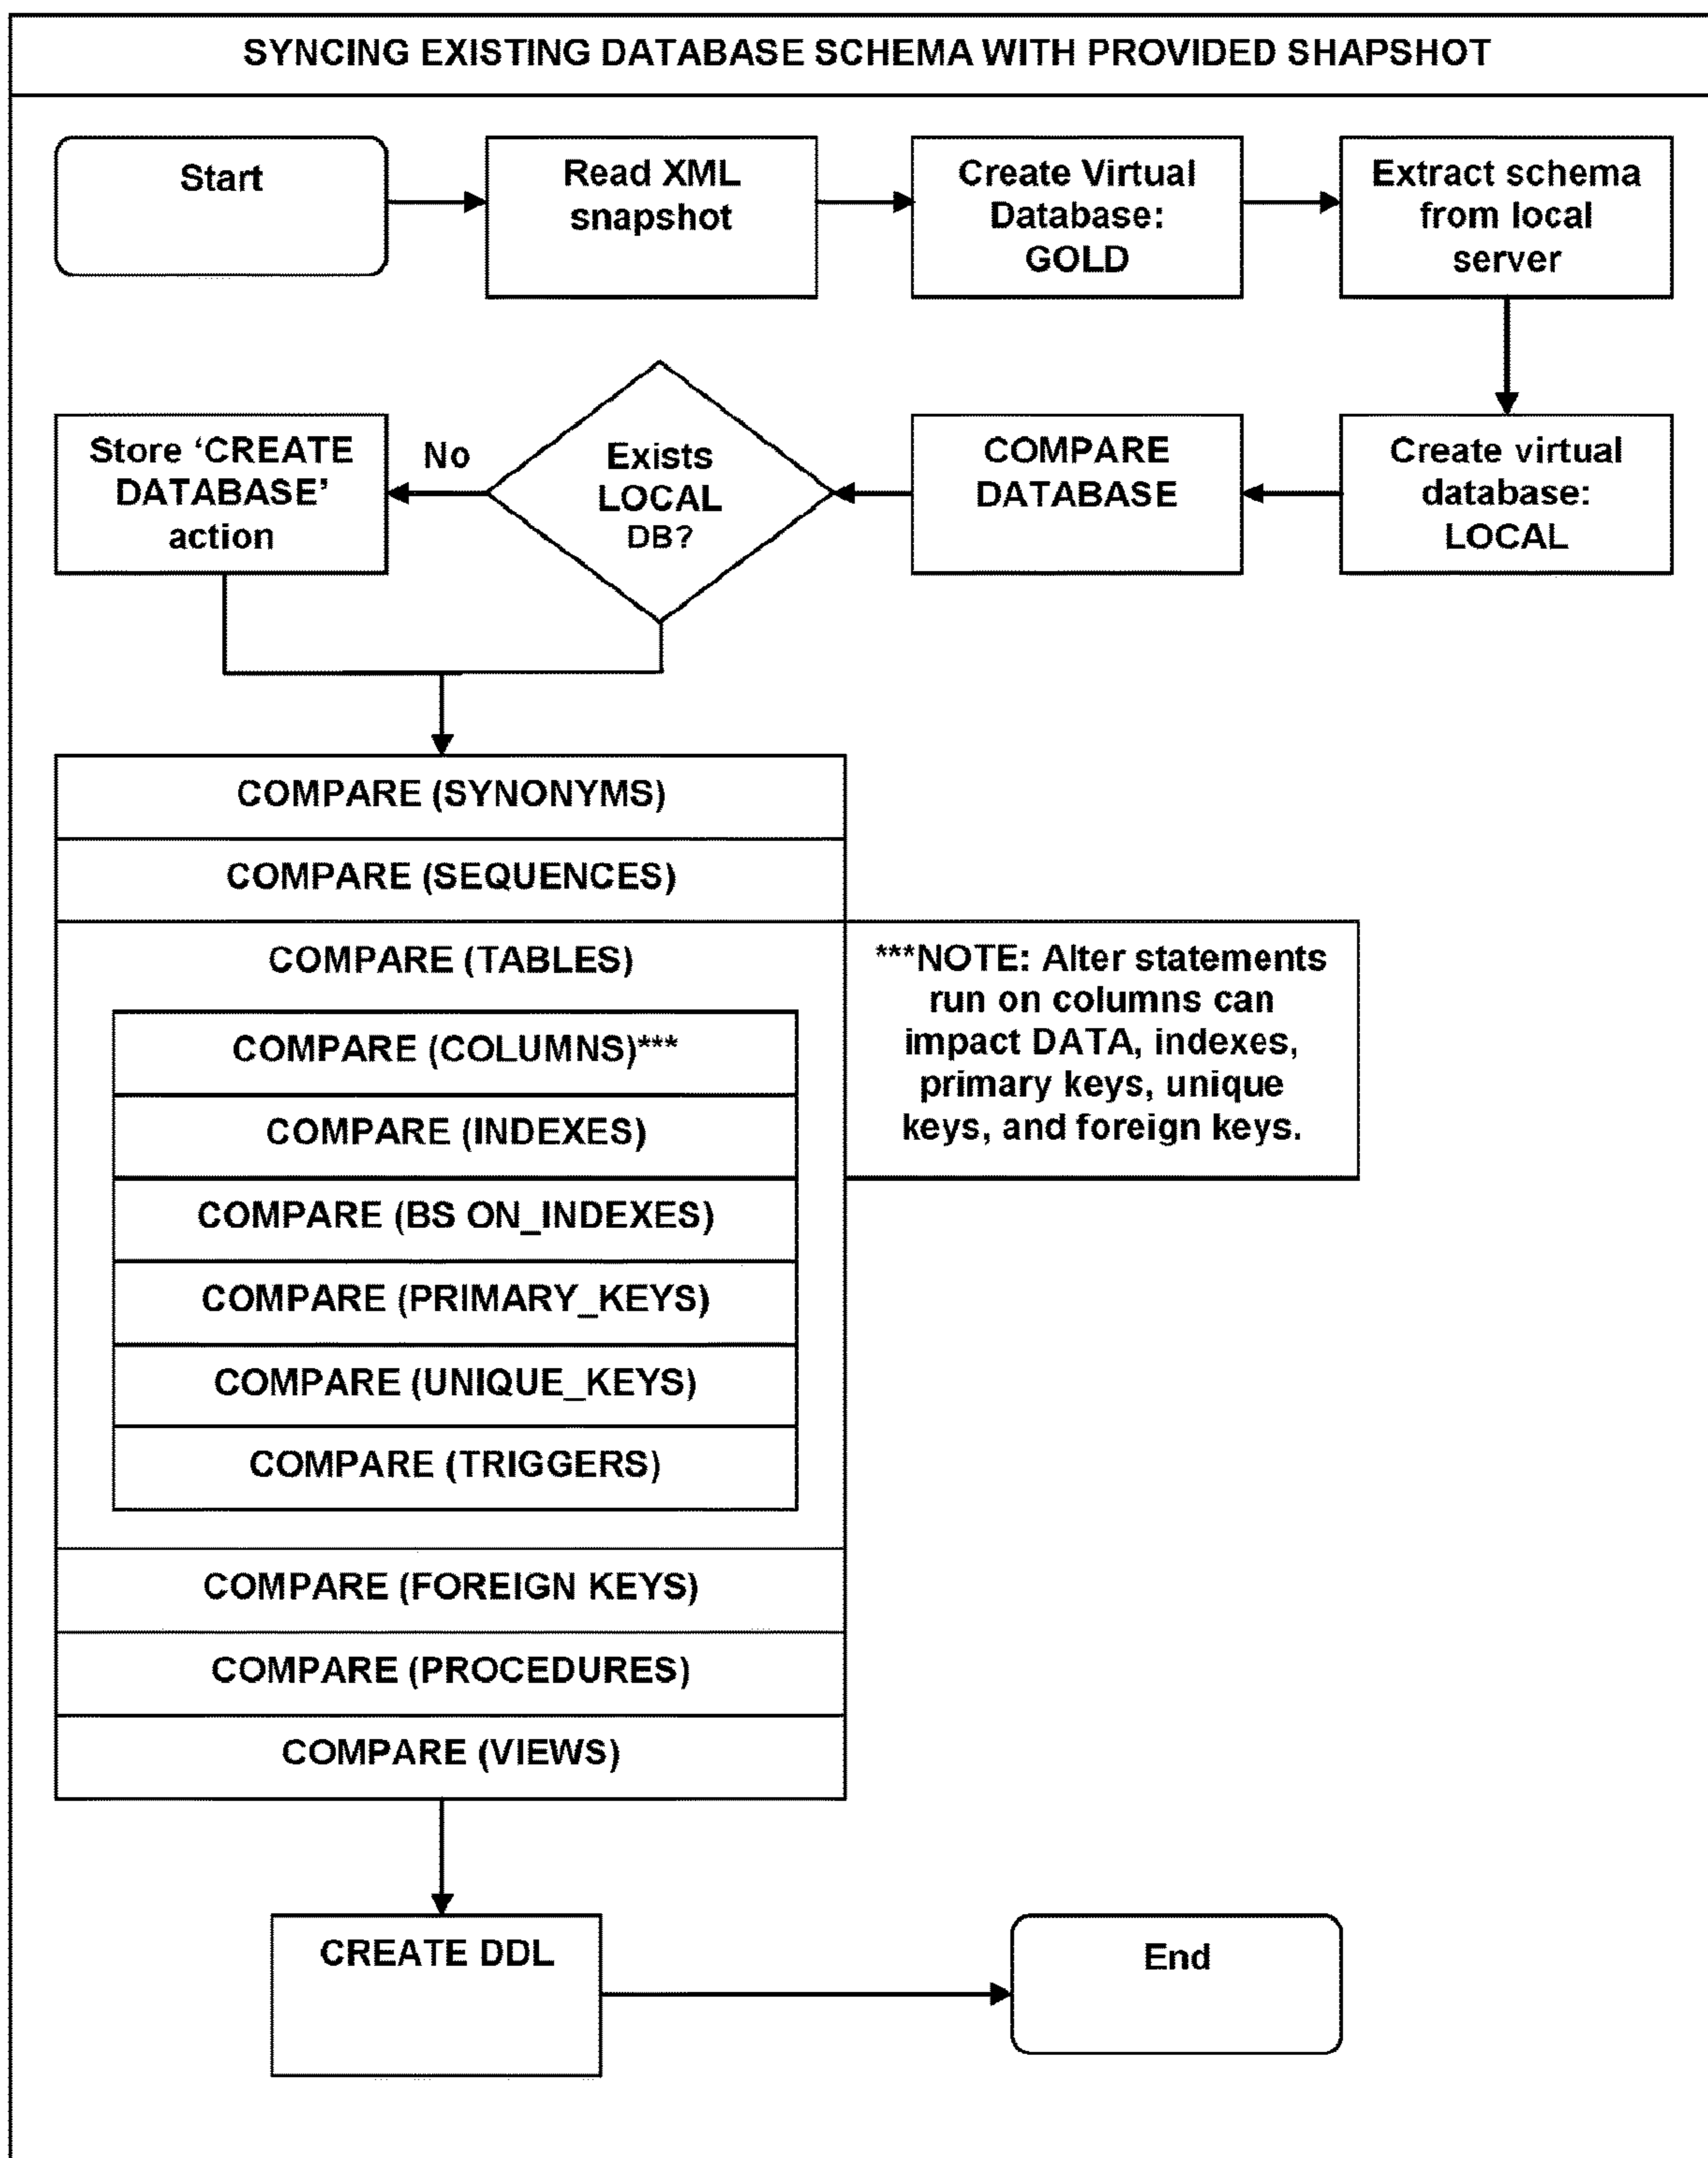 SYNCING EXISTING DATABASE SCHEMA WITH PROVIDED SHAPSHOT
Start
Read XML
snapshot
Create Virtual
Database:
GOLD
Extract schema
from local
server
Store ‘CREATE
DATABASE’
action
No
Exists
LOCAL
DB?
COMPARE
DATABASE
Create virtual
database:
LOCAL
COMPARE (SYNONYMS)
COMPARE (SEQUENCES)
COMPARE (TABLES)
COMPARE (COLUMNS)***
COMPARE (INDEXES)
COMPARE (BS ON_INDEXES)
COMPARE (PRIMARY_KEYS)
COMPARE (UNIQUE_KEYS)
COMPARE (TRIGGERS)
***NOTE: Alter statements
run on columns can
impact DATA, indexes,
primary keys, unique
keys, and foreign keys.
COMPARE (FOREIGN KEYS)
COMPARE (PROCEDURES)
COMPARE (VIEWS)
CREATE DDL
End